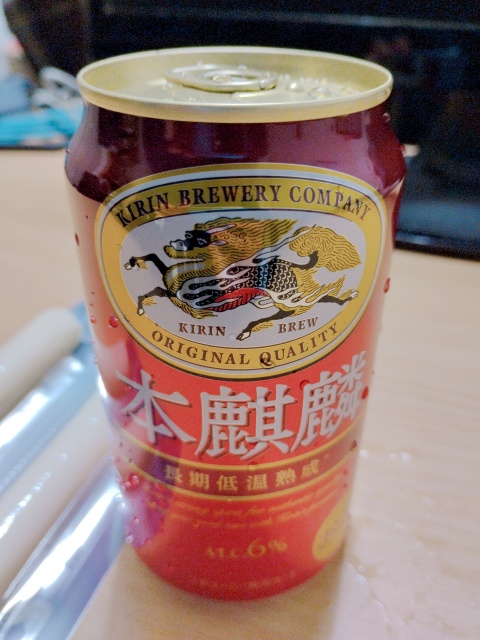 KIRIN BREWERY COMPANY
KIRIN BREW
ORIGINAL QUALITY
本麒麟
長期低温熟成
ALC.6%